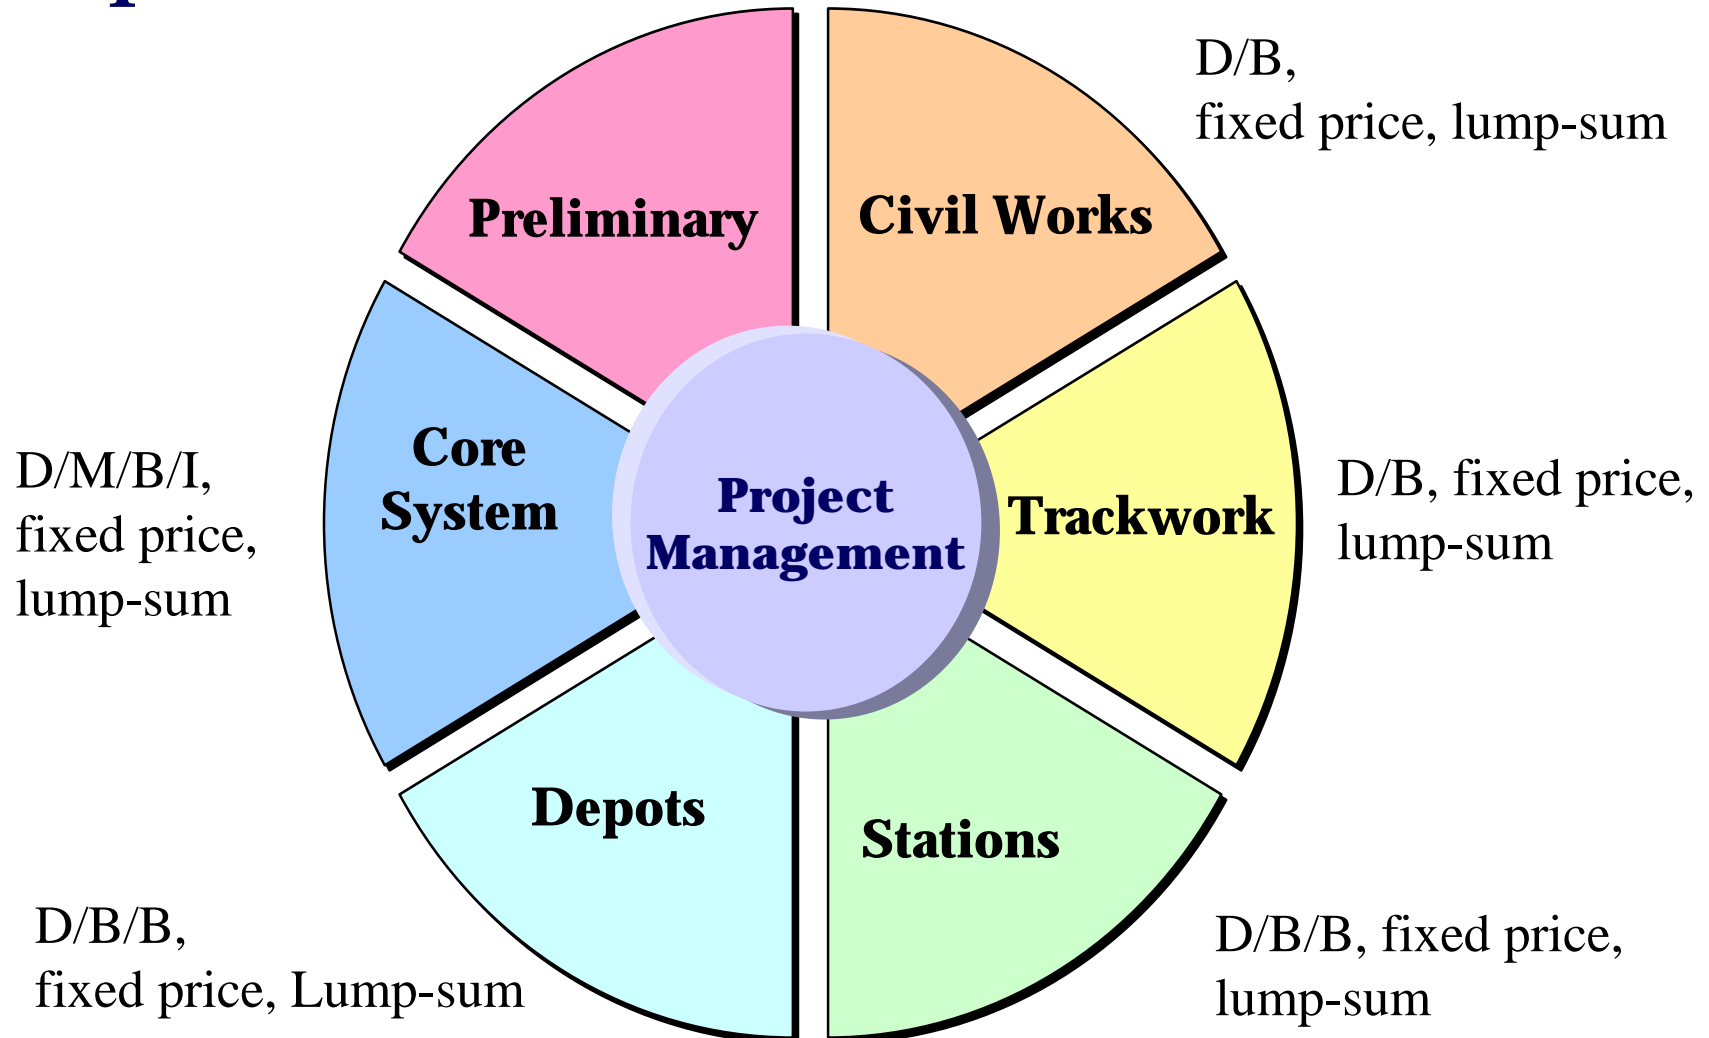 D/B,
fixed price, lump-sum
Preliminary
Civil Works
Core
System
D/M/B/I,
fixed price,
lump-sum
Project
Management
Trackwork
D/B, fixed price,
lump-sum
Depots
Stations
D/B/B,
fixed price, Lump-sum
D/B/B, fixed price,
lump-sum